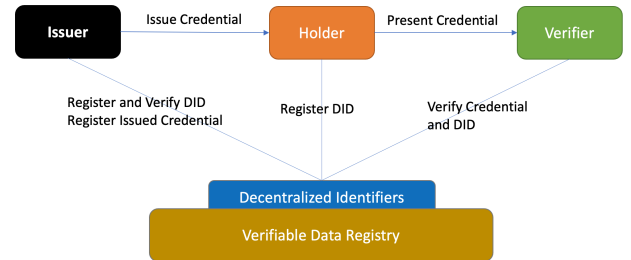 Issuer
Issue Credential
Holder
Present Credential
Verifier
Register and Verify DID
Register Issued Credential
Register DID
Verify Credential
and DID
Decentralized Identifiers
Verifiable Data Registry